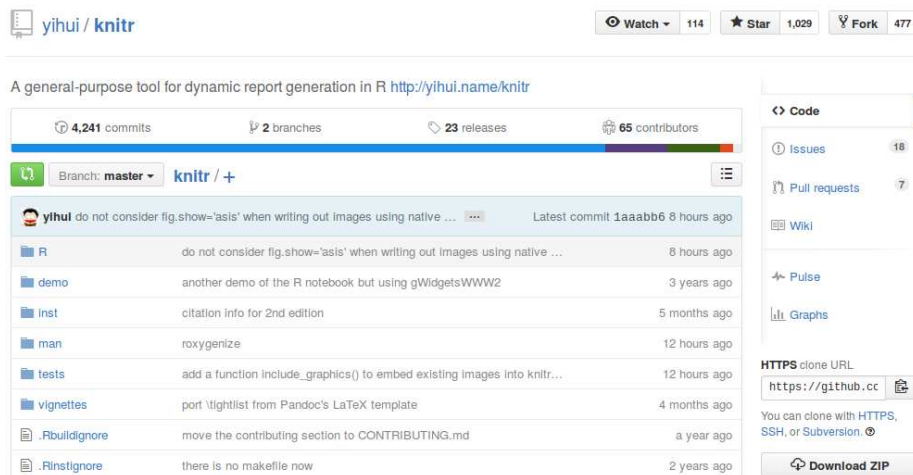 yihui / knitr
Watch 114 Star 1,029 Fork 477
A general-purpose tool for dynamic report generation in R http://yihui.name/knitr
4,241 commits 2 branches 23 releases 65 contributors
Branch: master knitr / +
yihui do not consider fig.show='asis' when writing out images using native … ... Latest commit 1aaabb6 8 hours ago
R do not consider fig.show='asis' when writing out images using native … 8 hours ago
demo another demo of the R notebook but using gWidgetsWWW2 3 years ago
inst citation info for 2nd edition 5 months ago
man roxygenize 12 hours ago
tests add a function include_graphics() to embed existing images into knitr… 12 hours ago
vignettes port \tightlist from Pandoc's LaTeX template 4 months ago
.Rbuildignore move the contributing section to CONTRIBUTING.md a year ago
.Rinstignore there is no makefile now 2 years ago
<> Code
Issues 18
Pull requests 7
Wiki
Pulse
Graphs
HTTPS clone URL
https://github.cc
You can clone with HTTPS,
SSH, or Subversion.
Download ZIP